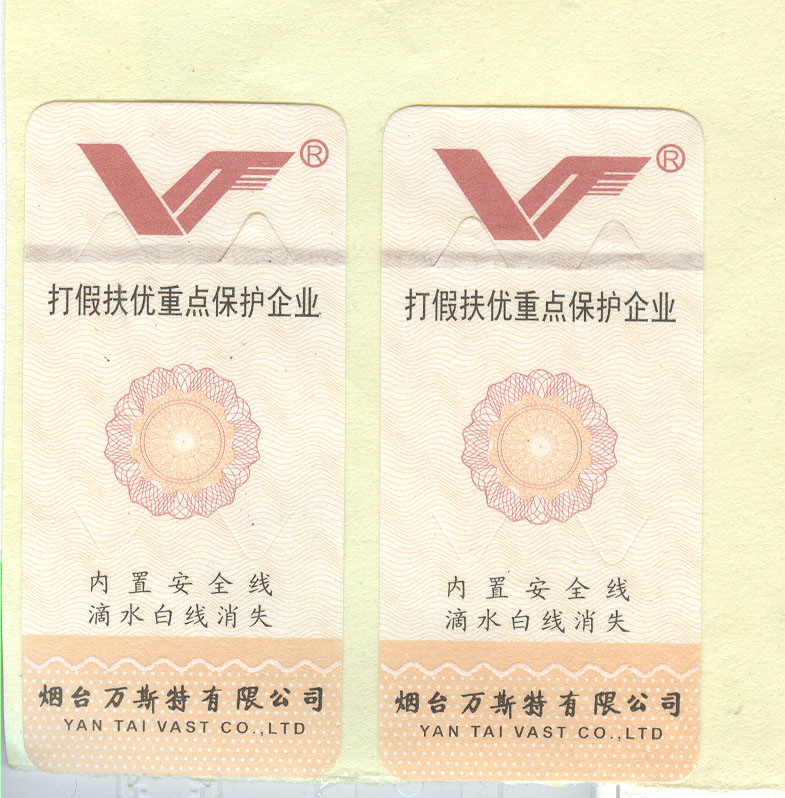 ®
打假扶优重点保护企业
内置安全线
滴水白线消失
烟台万斯特有限公司
YAN TAI VAST CO.,LTD
®
打假扶优重点保护企业
内置安全线
滴水白线消失
烟台万斯特有限公司
YAN TAI VAST CO.,LTD